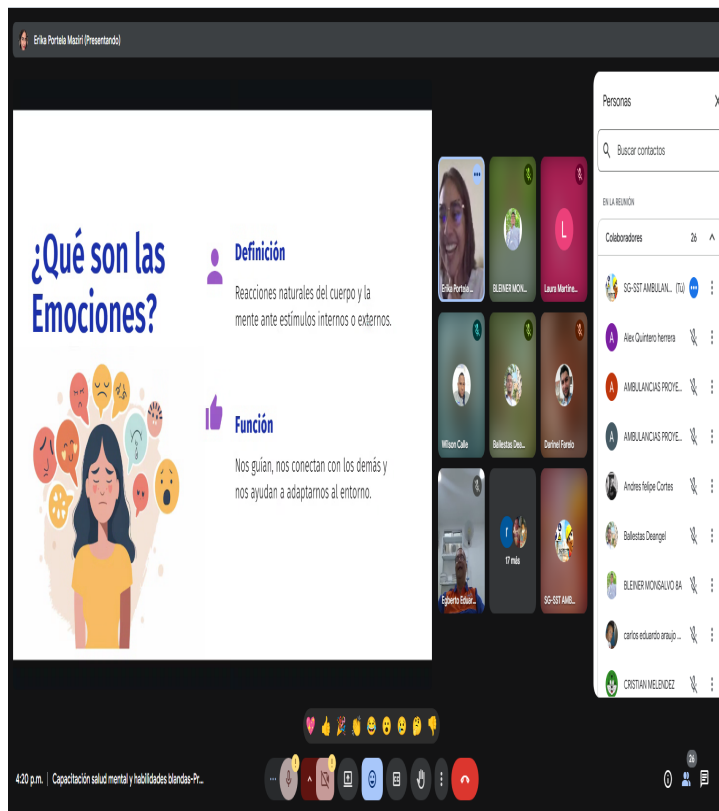 Erika Portela Maziri (Presentando)
¿Qué son las
Emociones?
Definición
Reacciones naturales del cuerpo y la
mente ante estímulos internos o externos.
Función
Nos guían, nos conectan con los demás y
nos ayudan a adaptarnos al entorno.
Erika Portela ...
BLEINER MON...
L
Laura Martine...
Wilson Calle
Ballestas Dea...
Darinel Farelo
Egberto Eduar...
r
17 más
SG-SST AMB...
Personas
Buscar contactos
EN LA REUNIÓN
Colaboradores 26
SG-SST AMBULAN... (Tú)
A Alex Quintero herrera
A AMBULANCIAS PROYE...
A AMBULANCIAS PROYE...
Andres felipe Cortes
Ballestas Deangel
BLEINER MONSALVO 8A
carlos eduardo araujo ...
CRISTIAN MELENDEZ
4:20 p.m. | Capacitación salud mental y habilidades blandas-Pr...
26